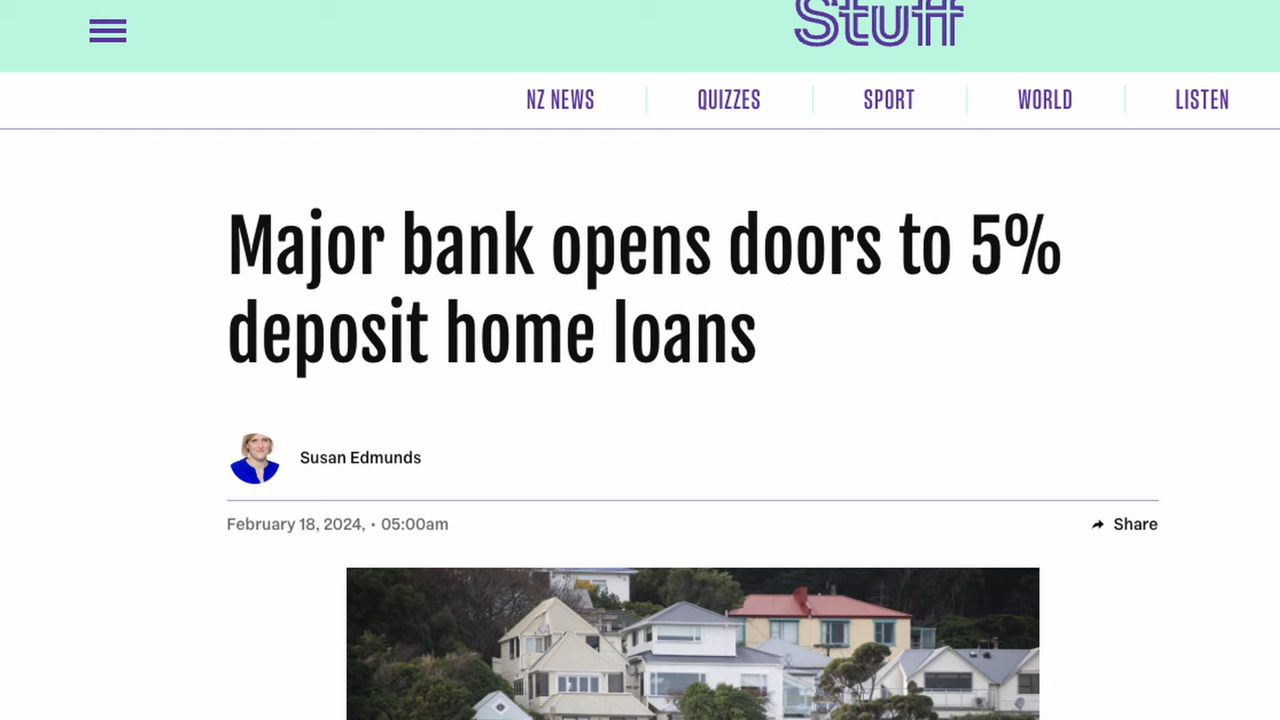 Stuff
NZ NEWS
QUIZZES
SPORT
WORLD
LISTEN
Major bank opens doors to 5%
deposit home loans
Susan Edmunds
February 18, 2024, • 05:00am
Share